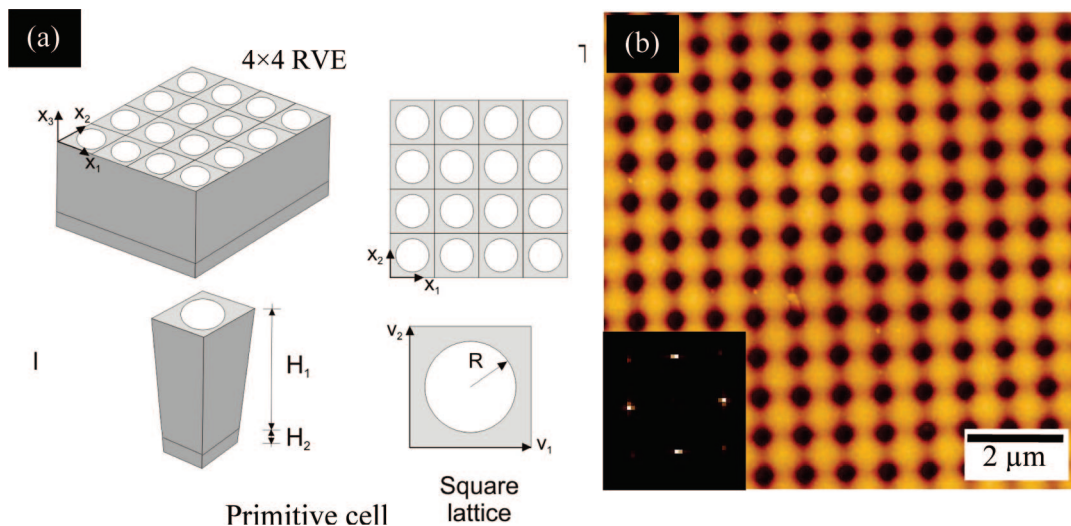 (a)
4×4 RVE
x₃
x₂
x₁
x₂
x₁
H₁
H₂
v₂
R
v₁
Primitive cell
Square
lattice
(b)
2 µm